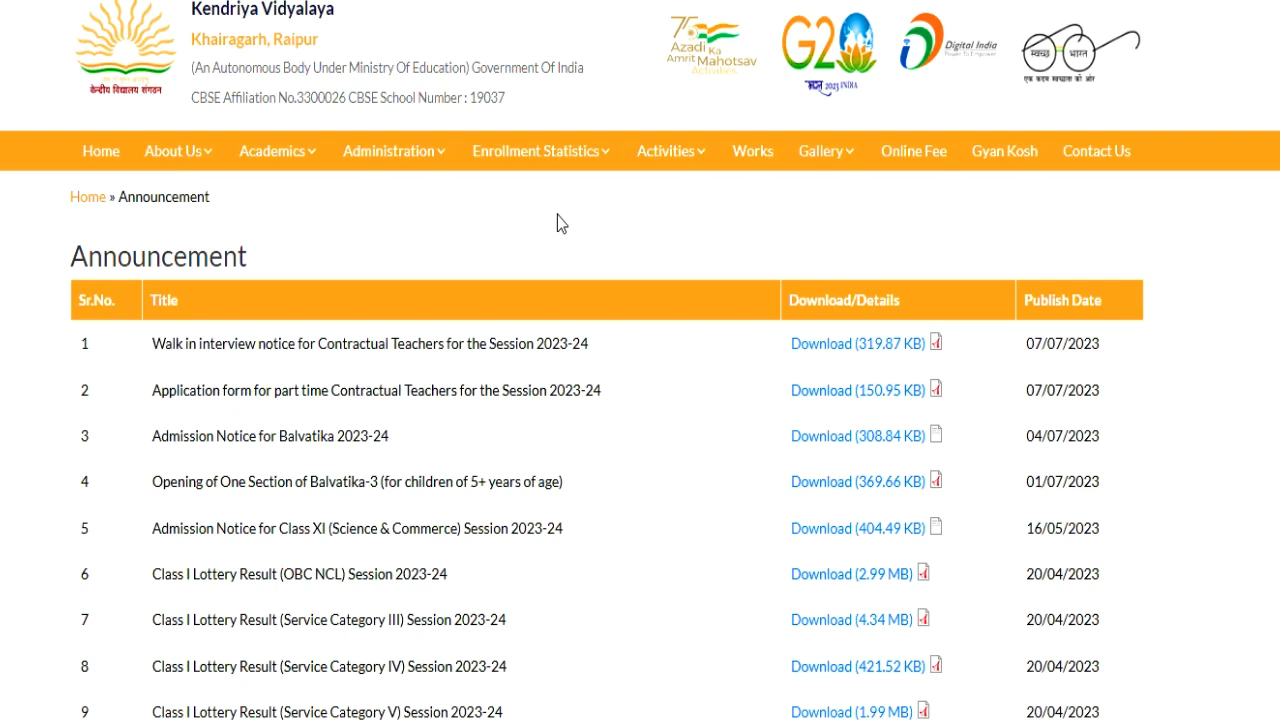 Kendriya Vidyalaya
Khairagarh, Raipur
(An Autonomous Body Under Ministry Of Education) Government Of India
CBSE Affiliation No.3300026 CBSE School Number : 19037
केन्द्रीय विद्यालय संगठन
75
Azadi Ka
Amrit Mahotsav
Activities
G20
भारत 2023 INDIA
Digital India
Power To Empower
स्वच्छ भारत
एक कदम स्वच्छता की ओर
Home About Us Academics Administration Enrollment Statistics Activities Works Gallery Online Fee Gyan Kosh Contact Us
Home » Announcement
Announcement
Sr.No. Title Download/Details Publish Date
1 Walk in interview notice for Contractual Teachers for the Session 2023-24 Download (319.87 KB) 07/07/2023
2 Application form for part time Contractual Teachers for the Session 2023-24 Download (150.95 KB) 07/07/2023
3 Admission Notice for Balvatika 2023-24 Download (308.84 KB) 04/07/2023
4 Opening of One Section of Balvatika-3 (for children of 5+ years of age) Download (369.66 KB) 01/07/2023
5 Admission Notice for Class XI (Science & Commerce) Session 2023-24 Download (404.49 KB) 16/05/2023
6 Class I Lottery Result (OBC NCL) Session 2023-24 Download (2.99 MB) 20/04/2023
7 Class I Lottery Result (Service Category III) Session 2023-24 Download (4.34 MB) 20/04/2023
8 Class I Lottery Result (Service Category IV) Session 2023-24 Download (421.52 KB) 20/04/2023
9 Class I Lottery Result (Service Category V) Session 2023-24 Download (1.99 MB) 20/04/2023